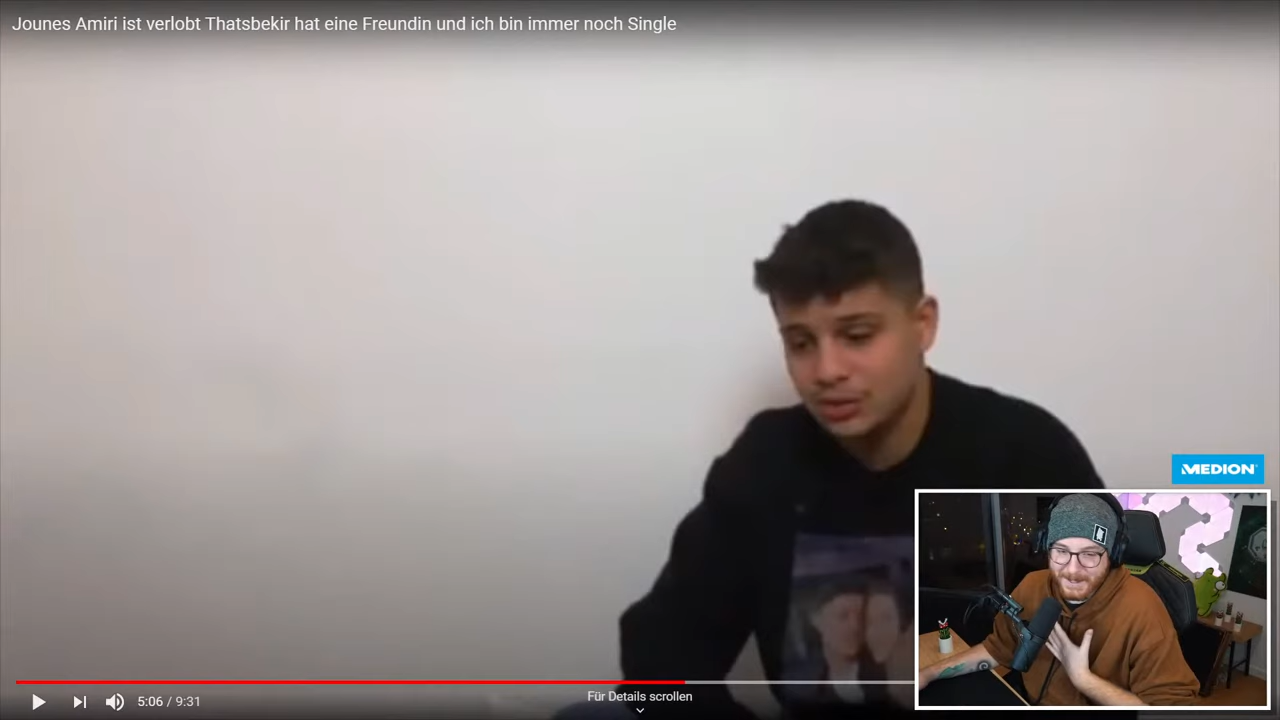 Jounes Amiri ist verlobt Thatsbekir hat eine Freundin und ich bin immer noch Single
MEDION
5:06 / 9:31
Für Details scrollen